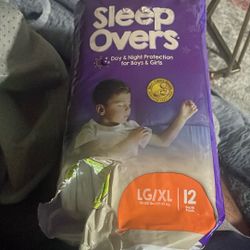 Sleep
Overs
Day & Night Protection
for Boys & Girls
LG/XL
12